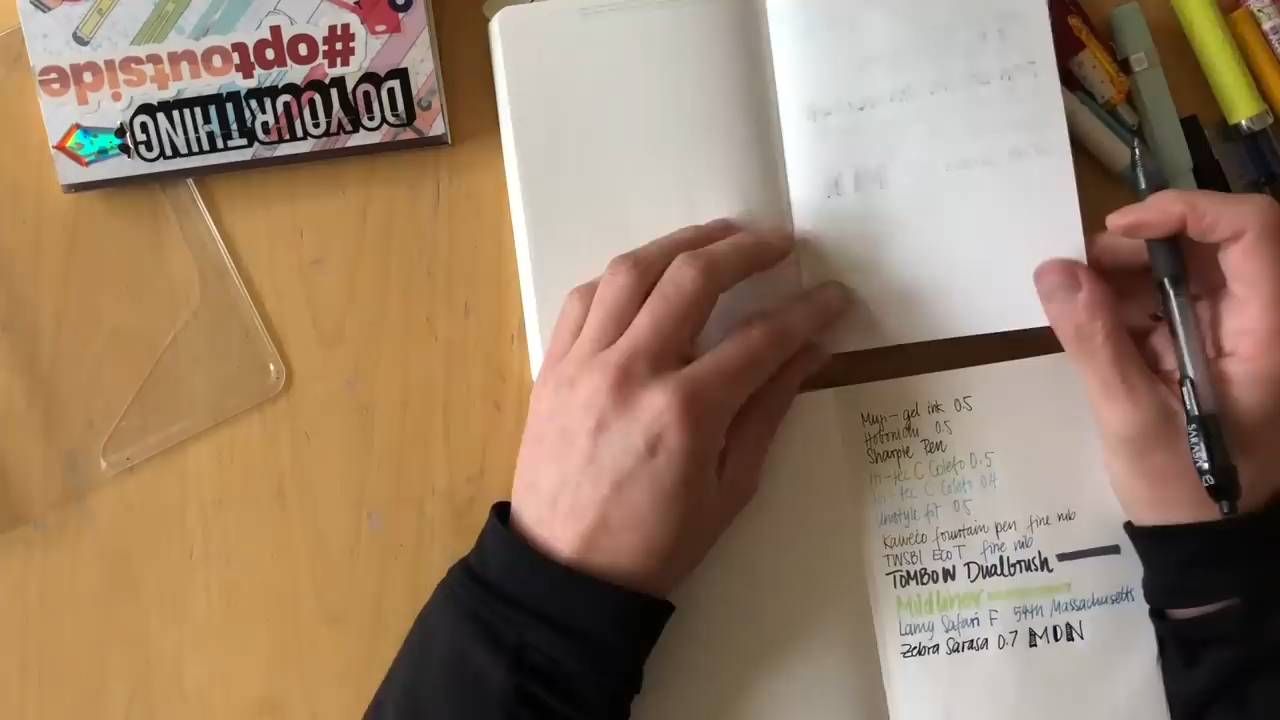 #optoutside
DO YOUR THING
Muji- gel ink 0.5
Hobonichi 0.5
Sharpie Pen
Hi-tec C Coleto 0.5
Hi-tec C Coleto 0.4
Unistyle fit 0.5
Kaweco fountain pen fine nib
TWSBI Eco T fine nib
TOMBOW Dualbrush
Mildliner
Lamy Safari F 54th Massachusetts
Zebra Sarasa 0.7 MON
SARASA